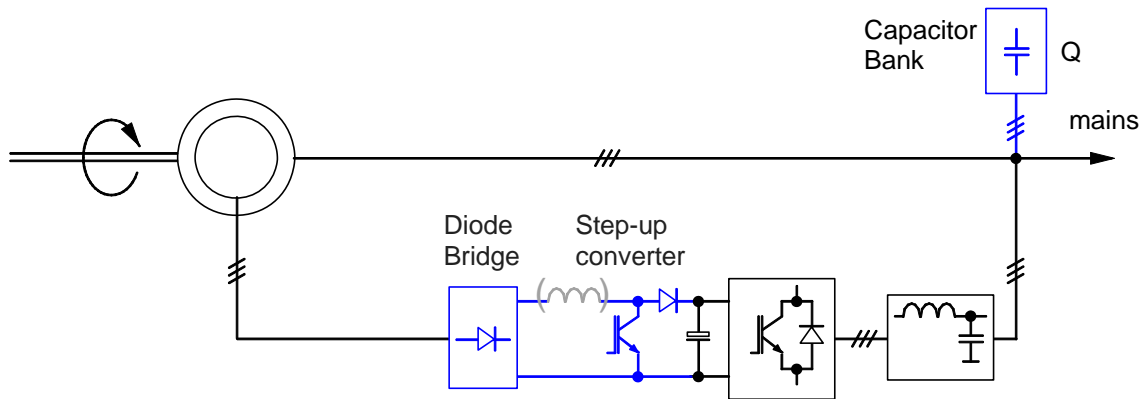 Capacitor
Bank
Q
mains
Diode
Bridge
Step-up
converter